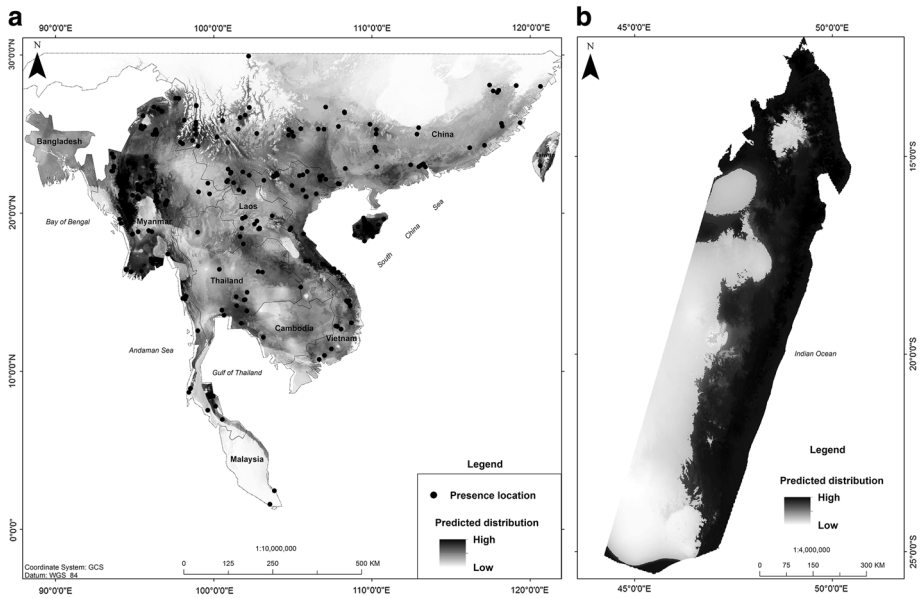 a
90°0'0"E 100°0'0"E 110°0'0"E 120°0'0"E
N
30°0'0"N
20°0'0"N
10°0'0"N
0°0'0"
Bangladesh
China
Taiwan
Bay of Bengal
Myanmar
Laos
South China Sea
Thailand
Cambodia
Vietnam
Andaman Sea
Gulf of Thailand
Malaysia
Legend
Presence location
Predicted distribution
High
Low
Coordinate System: GCS
Datum: WGS_84
1:10,000,000
0 125 250 500 KM
90°0'0"E 100°0'0"E 110°0'0"E 120°0'0"E
b
45°0'0"E 50°0'0"E
N
15°0'0"S
20°0'0"S
25°0'0"S
Indian Ocean
Legend
Predicted distribution
High
Low
1:4,000,000
0 75 150 300 KM
45°0'0"E 50°0'0"E